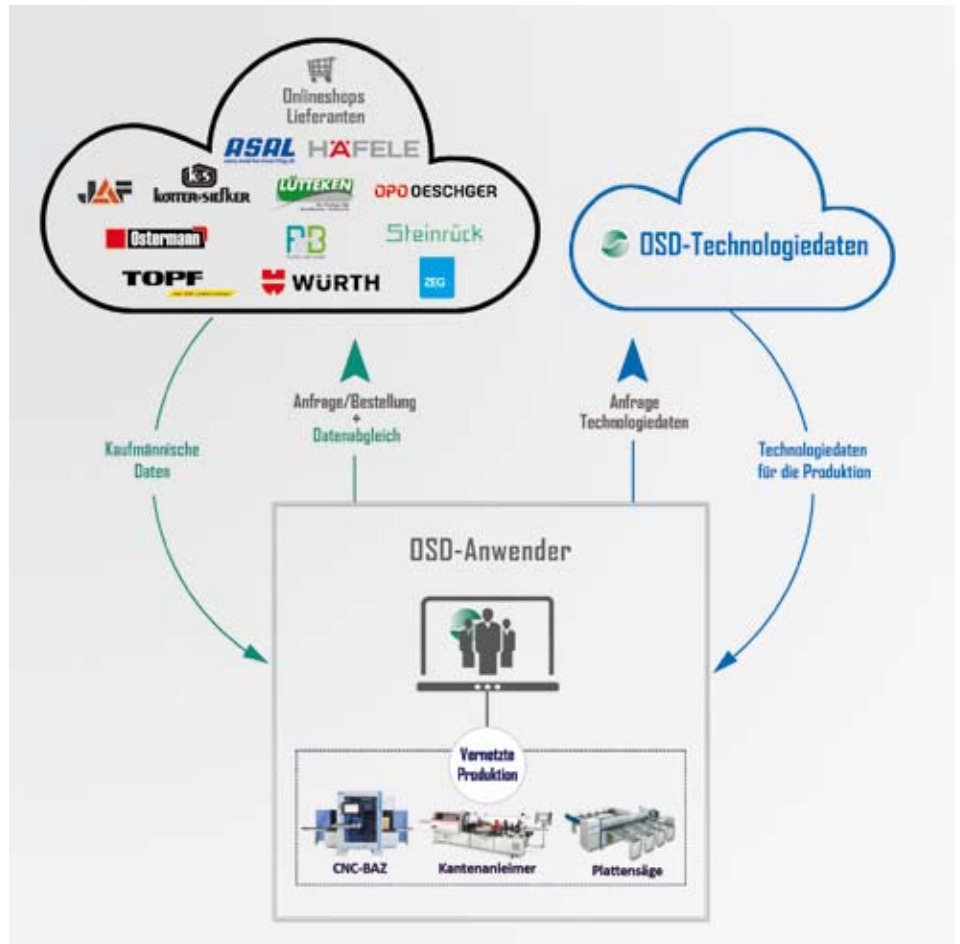 Onlineshops
Lieferanten
ASAL HÄFELE
JAF KOTTER+SIEFKER LÜTTEKEN OPO OESCHGER
Ostermann PB Steinrück
TOPF WÜRTH ZEG
OSD-Technologiedaten
Anfrage/Bestellung
+
Datenabgleich
Anfrage
Technologiedaten
Kaufmännische
Daten
Technologiedaten
für die Produktion
OSD-Anwender
Vernetzte
Produktion
CNC-BAZ Kantenanleimer Plattensäge